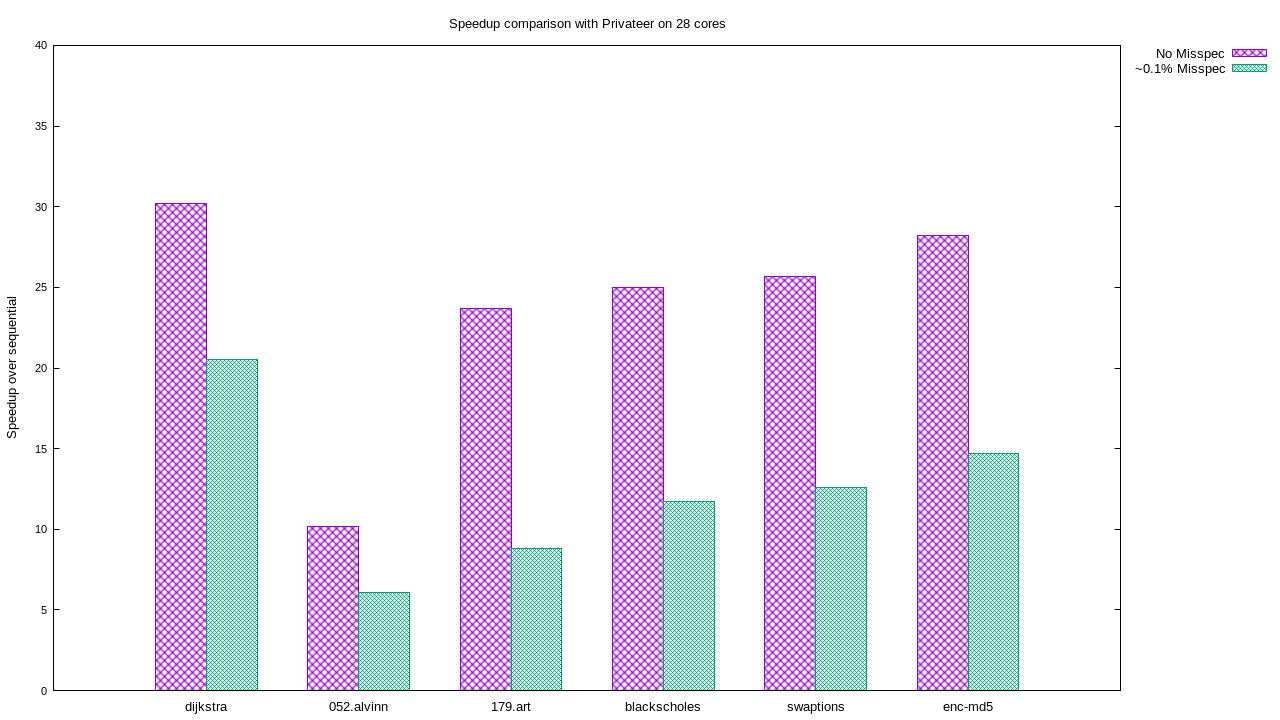 Speedup comparison with Privateer on 28 cores
No Misspec
~0.1% Misspec
Speedup over sequential
40
35
30
25
20
15
10
5
0
dijkstra 052.alvinn 179.art blackscholes swaptions enc-md5